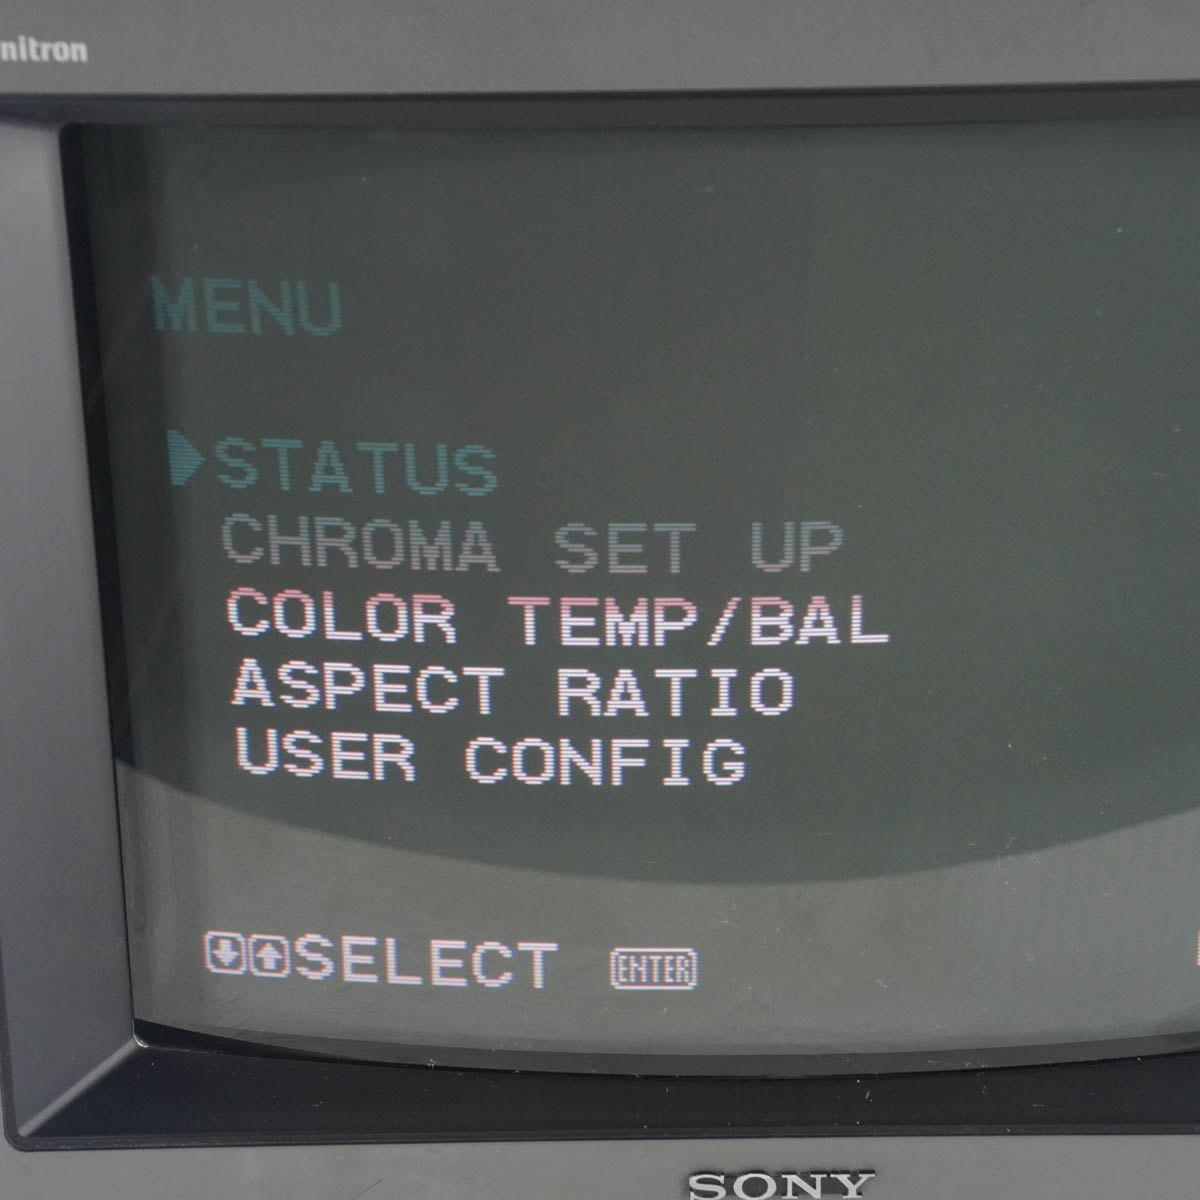 nitron
MENU
▶STATUS
CHROMA SET UP
COLOR TEMP/BAL
ASPECT RATIO
USER CONFIG
⬇⬆SELECT ENTER
SONY